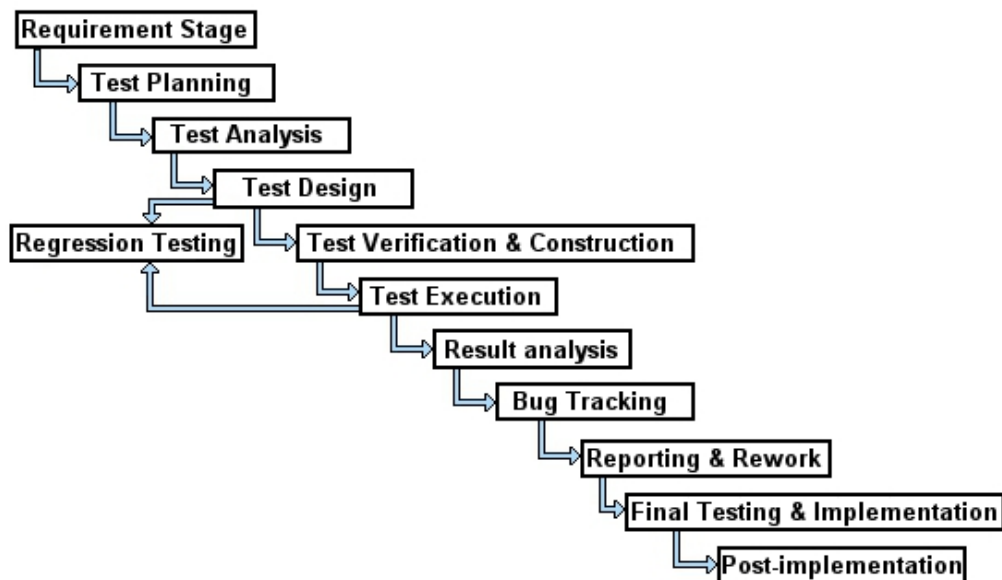 Requirement Stage
Test Planning
Test Analysis
Test Design
Regression Testing
Test Verification & Construction
Test Execution
Result analysis
Bug Tracking
Reporting & Rework
Final Testing & Implementation
Post-implementation